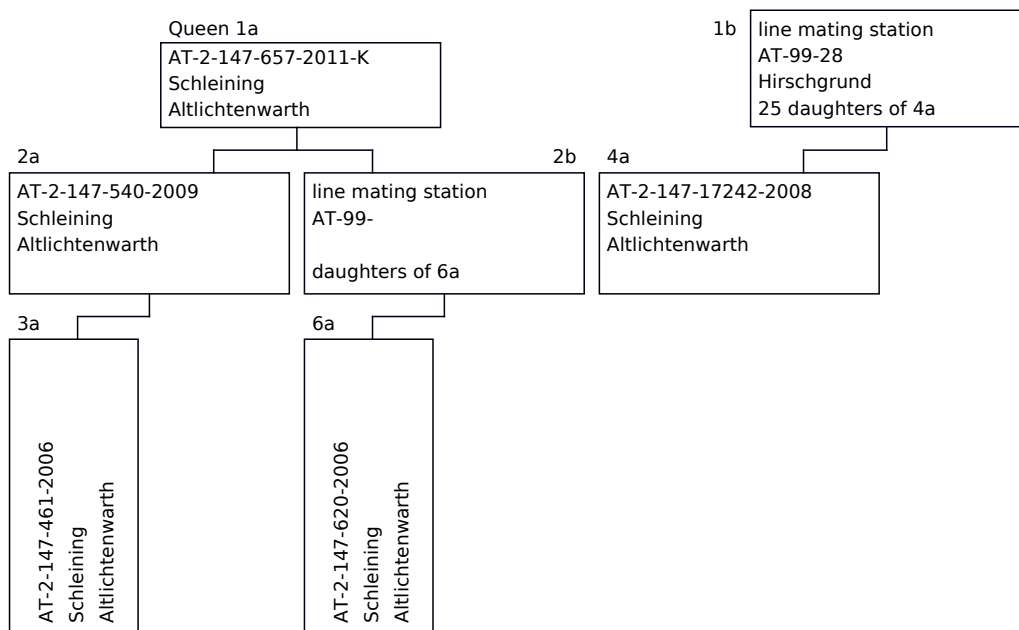 Queen 1a
AT-2-147-657-2011-K
Schleining
Altlichtenwarth
1b
line mating station
AT-99-28
Hirschgrund
25 daughters of 4a
2a
AT-2-147-540-2009
Schleining
Altlichtenwarth
2b
line mating station
AT-99-
daughters of 6a
4a
AT-2-147-17242-2008
Schleining
Altlichtenwarth
3a
AT-2-147-461-2006
Schleining
Altlichtenwarth
6a
AT-2-147-620-2006
Schleining
Altlichtenwarth